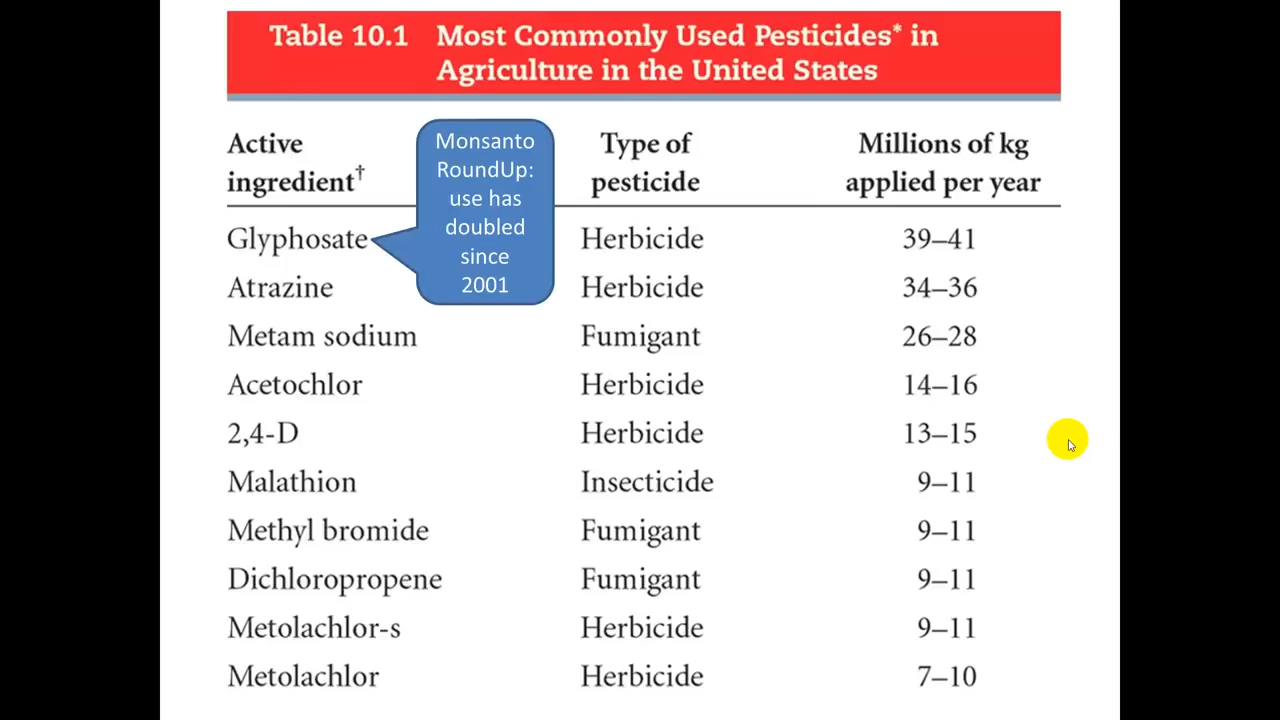 Table 10.1 Most Commonly Used Pesticides* in
Agriculture in the United States
Active
ingredient†
Type of
pesticide
Millions of kg
applied per year
Monsanto
RoundUp:
use has
doubled
since
2001
Glyphosate Herbicide 39–41
Atrazine Herbicide 34–36
Metam sodium Fumigant 26–28
Acetochlor Herbicide 14–16
2,4-D Herbicide 13–15
Malathion Insecticide 9–11
Methyl bromide Fumigant 9–11
Dichloropropene Fumigant 9–11
Metolachlor-s Herbicide 9–11
Metolachlor Herbicide 7–10